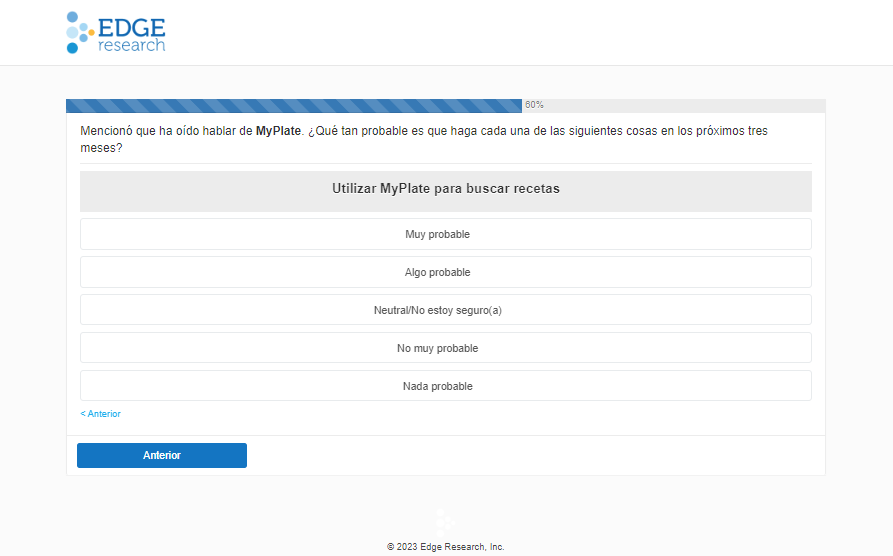 EDGE
research
60%
Mencionó que ha oído hablar de MyPlate. ¿Qué tan probable es que haga cada una de las siguientes cosas en los próximos tres
meses?
Utilizar MyPlate para buscar recetas
Muy probable
Algo probable
Neutral/No estoy seguro(a)
No muy probable
Nada probable
< Anterior
Anterior
© 2023 Edge Research, Inc.